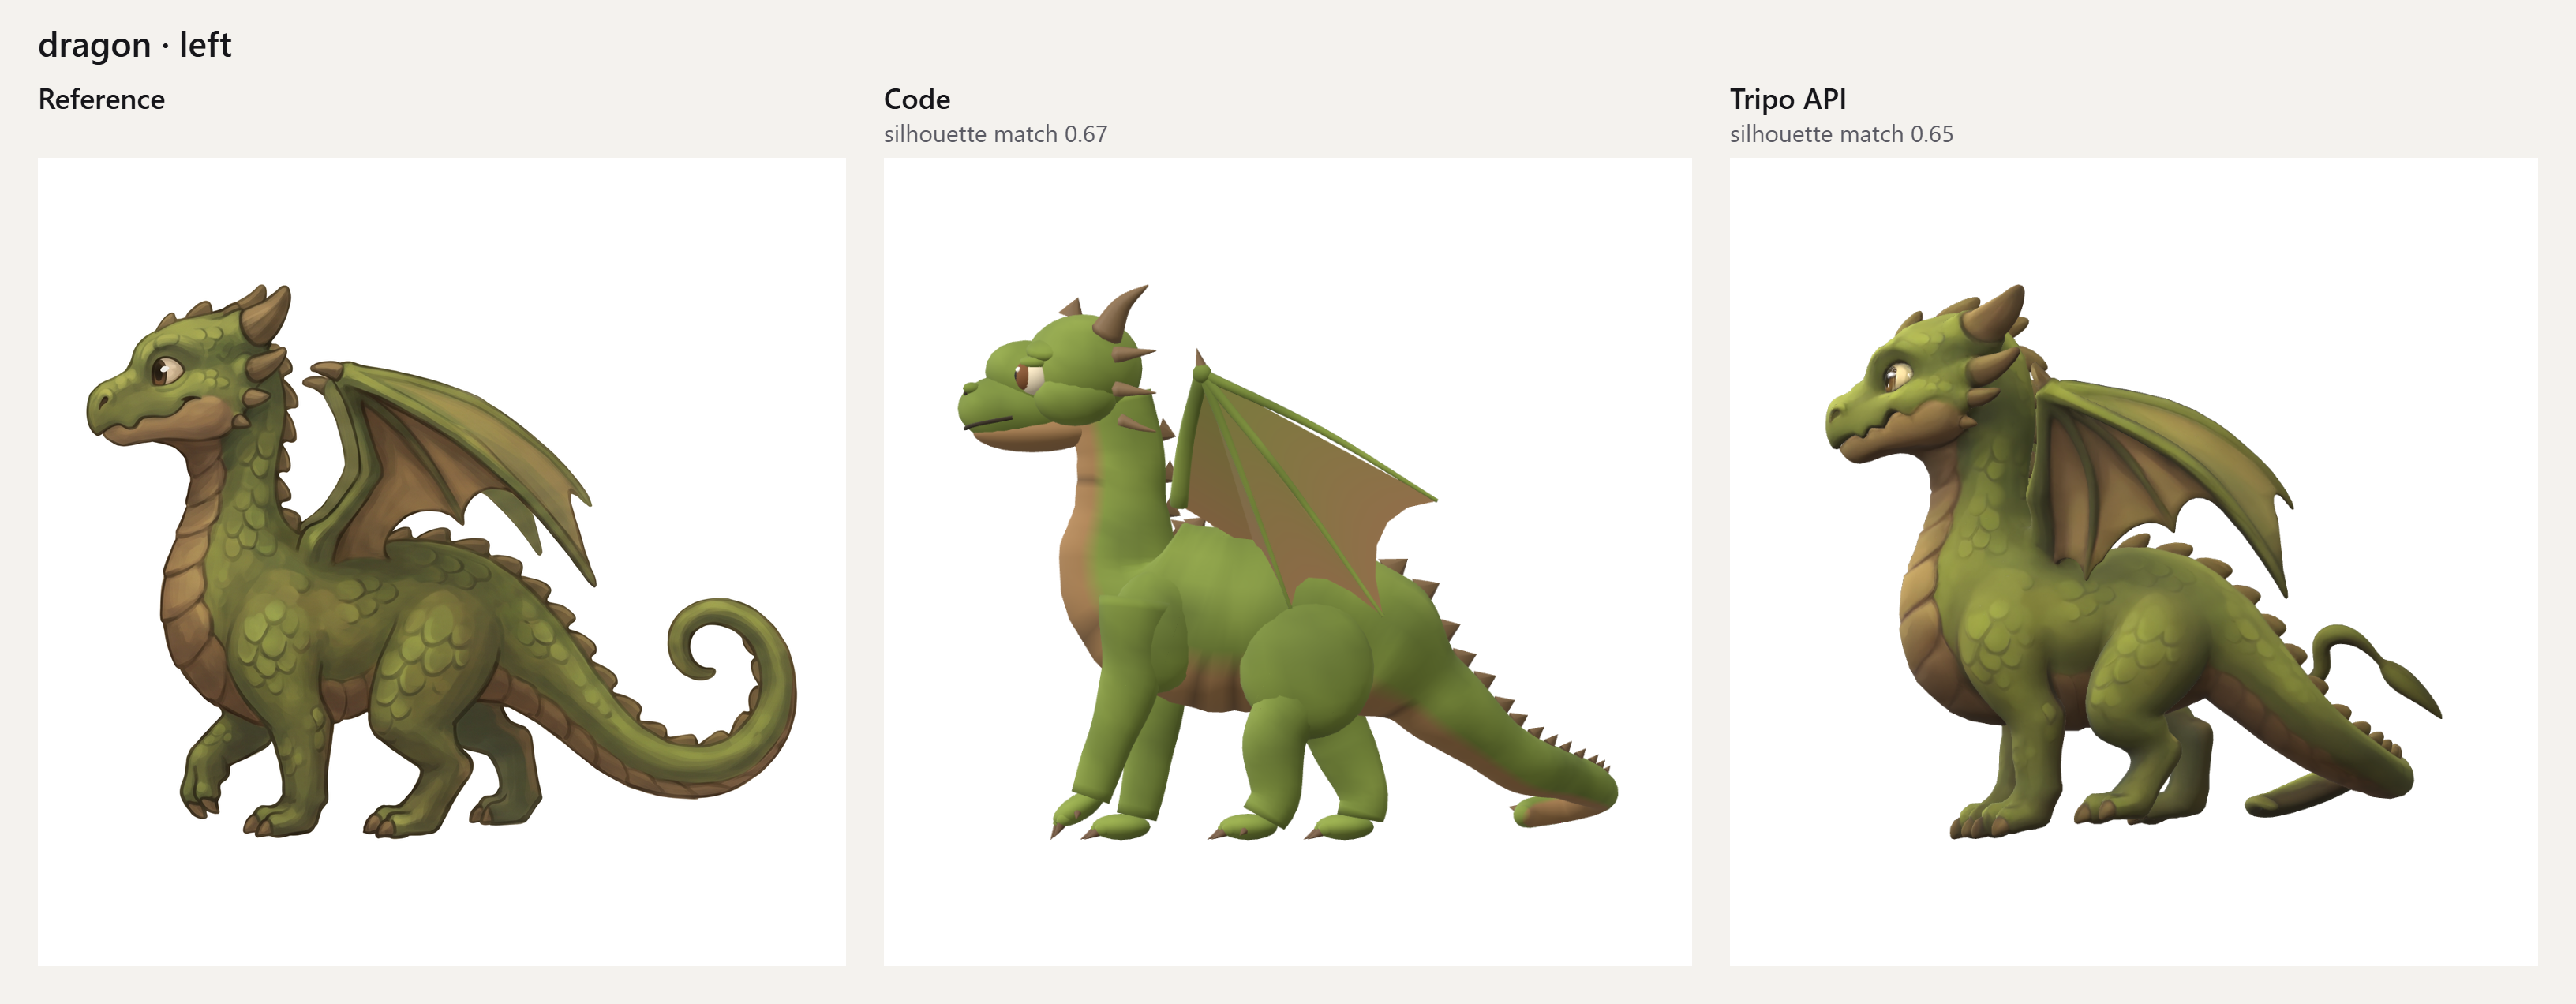 dragon · left
Reference
Code
silhouette match 0.67
Tripo API
silhouette match 0.65